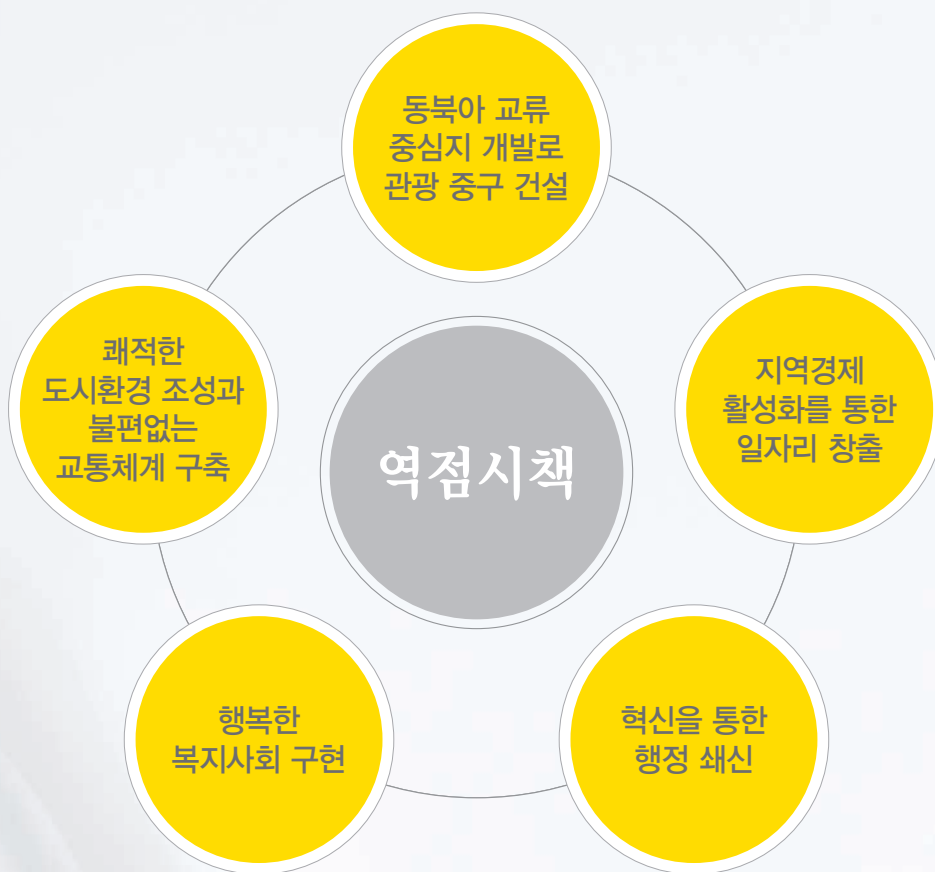 동북아 교류
중심지 개발로
관광 중구 건설
쾌적한
도시환경 조성과
불편없는
교통체계 구축
지역경제
활성화를 통한
일자리 창출
역점시책
행복한
복지사회 구현
혁신을 통한
행정 쇄신